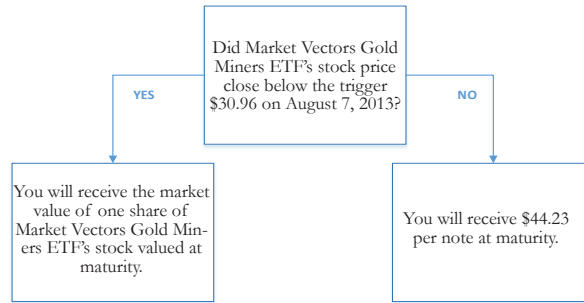 Did Market Vectors Gold
Miners ETF's stock price
close below the trigger
$30.96 on August 7, 2013?
YES
NO
You will receive the market
value of one share of
Market Vectors Gold Min-
ers ETF's stock valued at
maturity.
You will receive $44.23
per note at maturity.